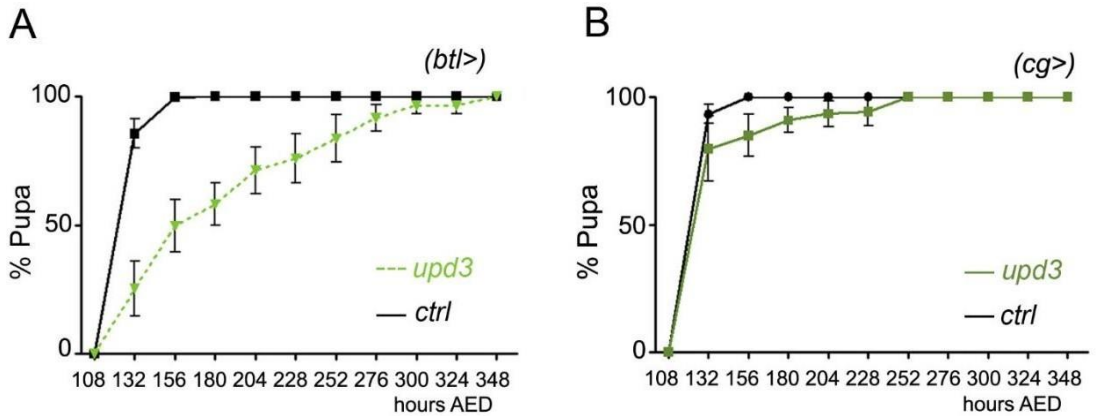 A
(btl>)
% Pupa
100
50
0
upd3
ctrl
108 132 156 180 204 228 252 276 300 324 348
hours AED
B
(cg>)
% Pupa
100
50
0
upd3
ctrl
108 132 156 180 204 228 252 276 300 324 348
hours AED